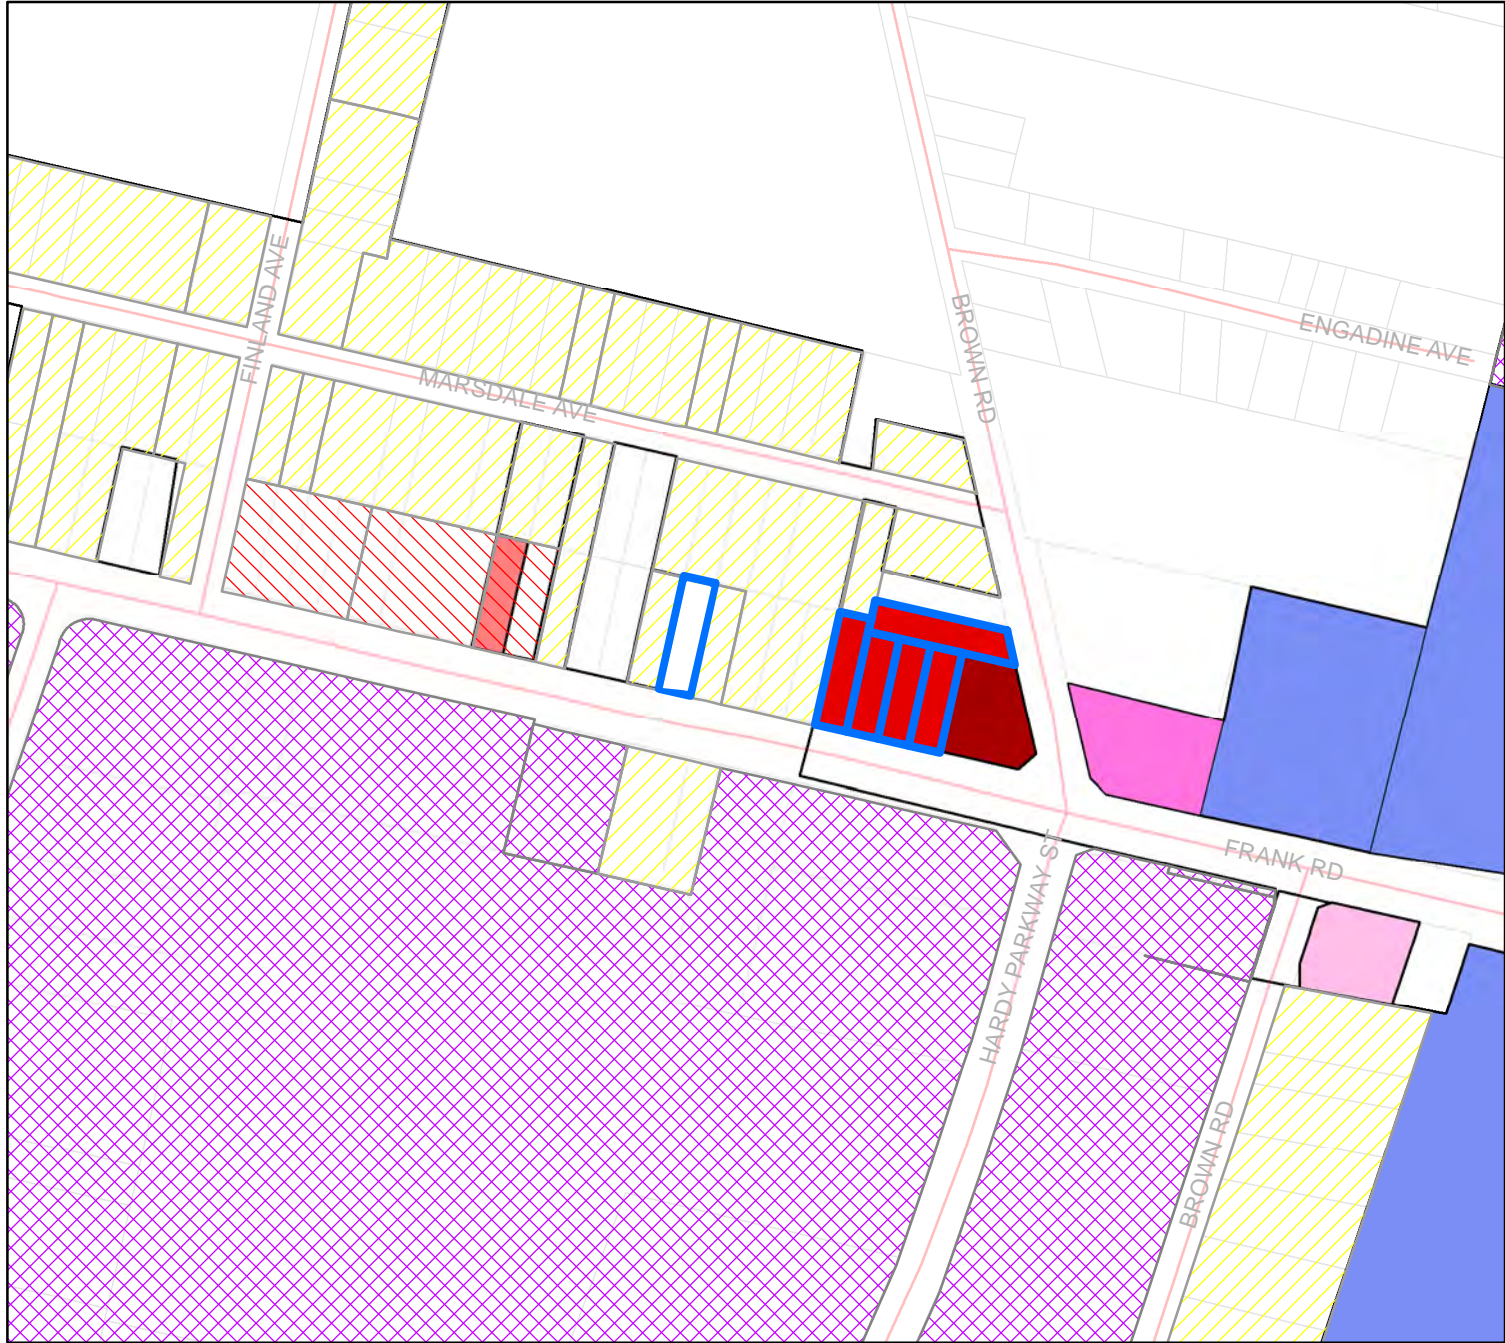 FINLAND AVE
MARSDALE AVE
BROWN RD
ENGADINE AVE
FRANK RD
HARDY PARKWAY ST
BROWN RD